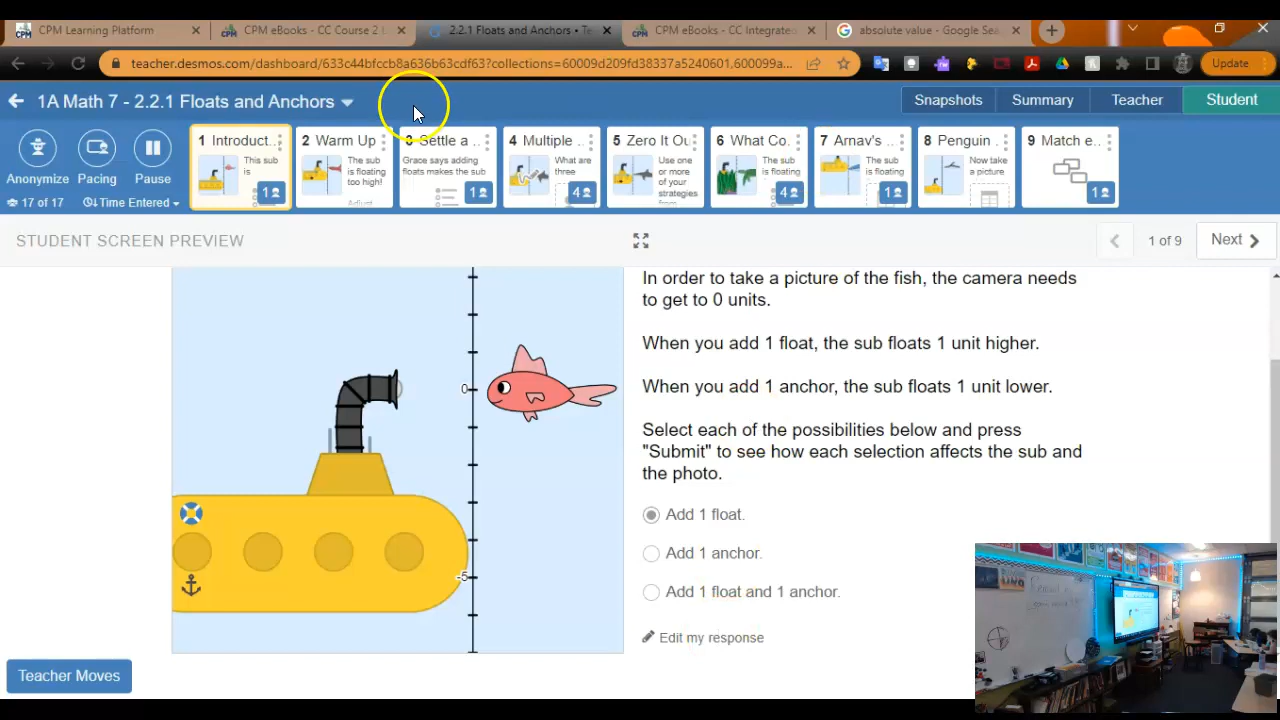 CPM Learning Platform
CPM eBooks - CC Course 2
2.2.1 Floats and Anchors •
CPM eBooks - CC Integrated
absolute value - Google Sea
teacher.desmos.com/dashboard/633c44bfccb8a636b63cdf63?collections=60009d209fd38337a5240601,600099a...
Update
1A Math 7 - 2.2.1 Floats and Anchors
Snapshots
Summary
Teacher
Student
Anonymize
Pacing
Pause
17 of 17
Time Entered
1 Introduct...
This sub is
1
2 Warm Up
The sub is floating too high!
3 Settle a ...
Grace says adding floats makes the sub
1
4 Multiple
What are three
4
5 Zero It Ou
Use one or more of your strategies from
6 What Co
The sub is floating
4
7 Arnav's
The sub is floating
1
8 Penguin
Now take a picture
9 Match e...
1
STUDENT SCREEN PREVIEW
1 of 9
Next
In order to take a picture of the fish, the camera needs
to get to 0 units.
When you add 1 float, the sub floats 1 unit higher.
When you add 1 anchor, the sub floats 1 unit lower.
Select each of the possibilities below and press
"Submit" to see how each selection affects the sub and
the photo.
Add 1 float.
Add 1 anchor.
Add 1 float and 1 anchor.
Edit my response
0
-5
Teacher Moves